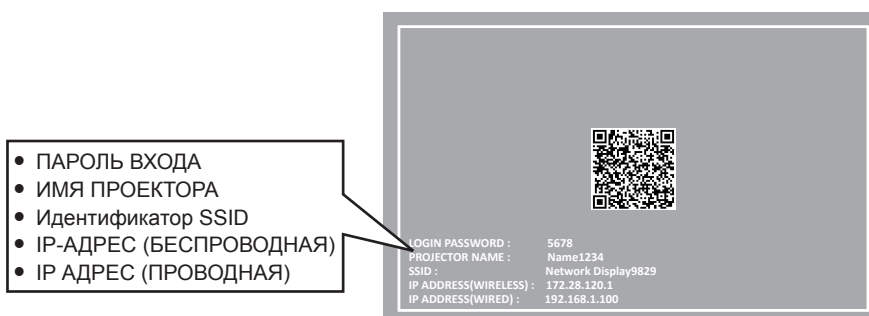 • ПАРОЛЬ ВХОДА
• ИМЯ ПРОЕКТОРА
• Идентификатор SSID
• IP-АДРЕС (БЕСПРОВОДНАЯ)
• IP АДРЕС (ПРОВОДНАЯ)
LOGIN PASSWORD : 5678
PROJECTOR NAME : Name1234
SSID : Network Display9829
IP ADDRESS(WIRELESS) : 172.28.120.1
IP ADDRESS(WIRED) : 192.168.1.100